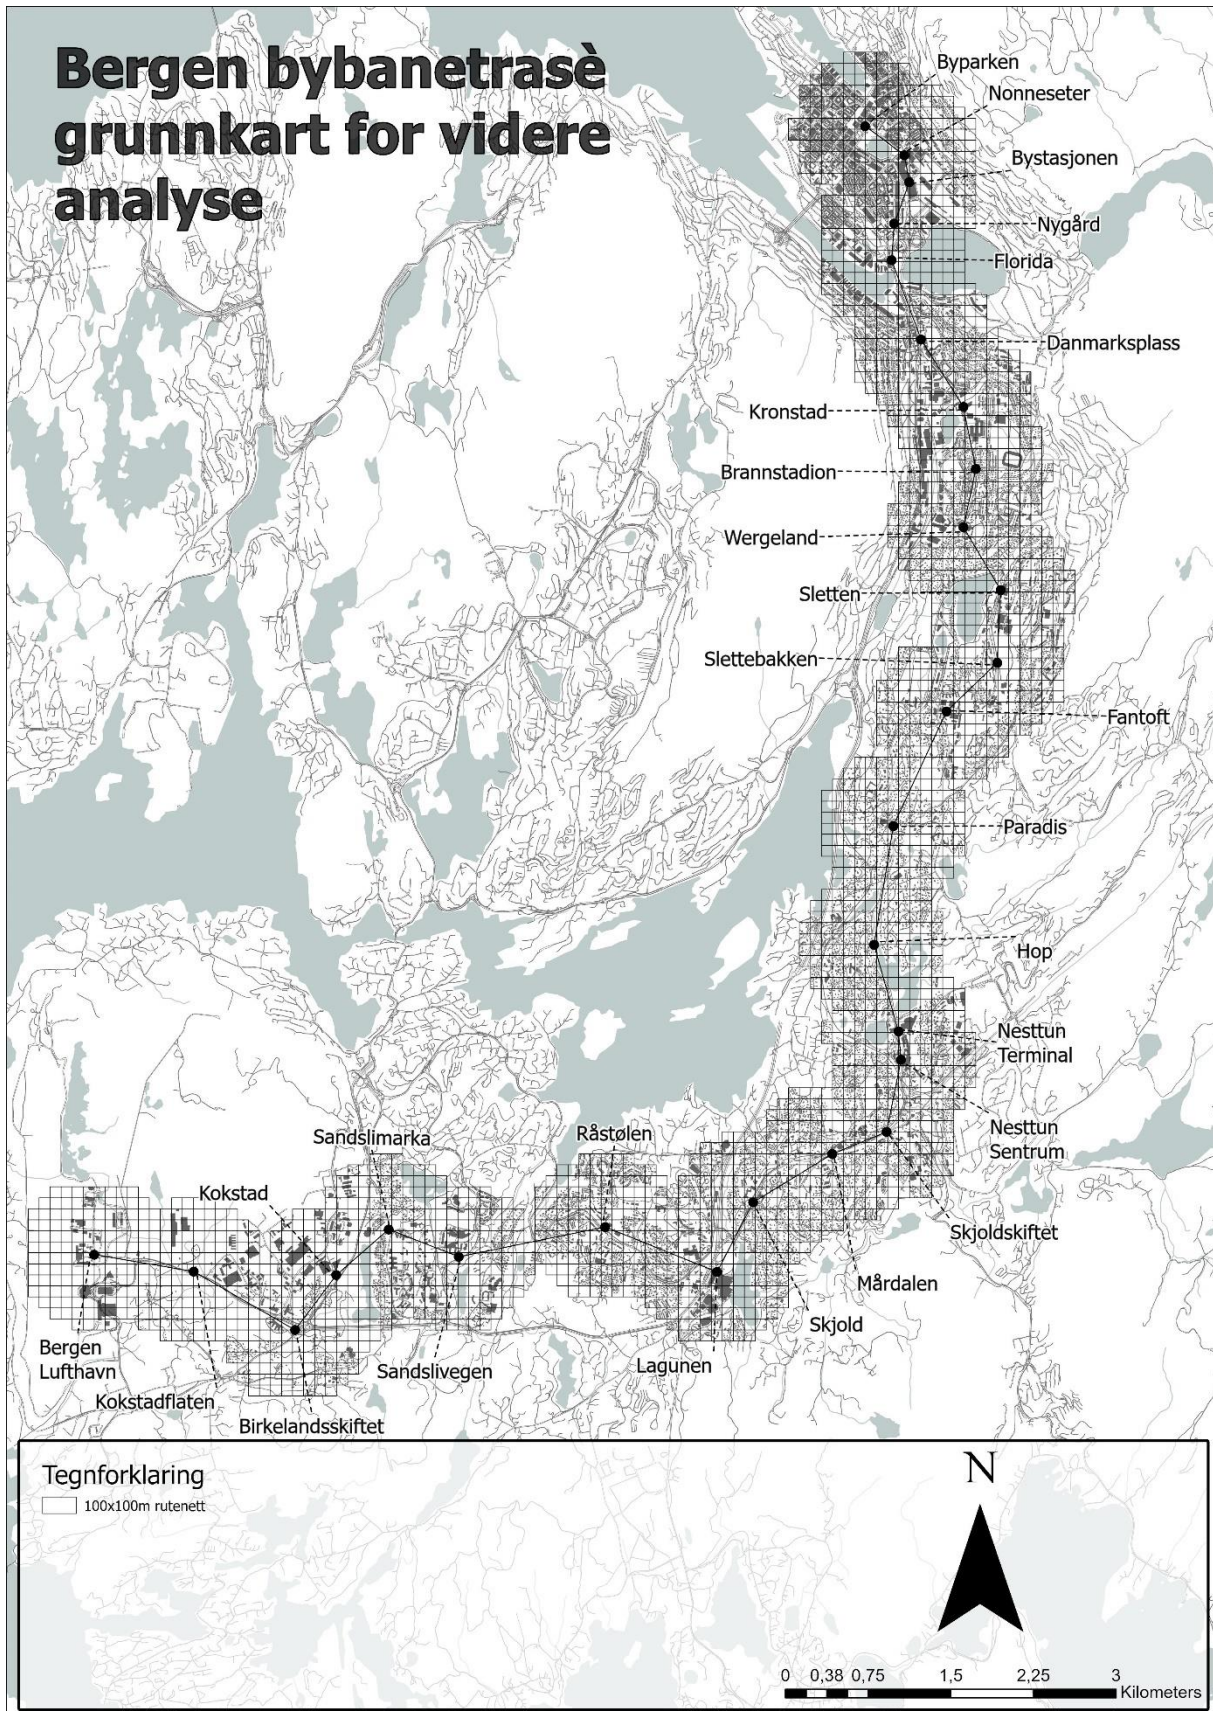 Bergen bybanetrasè
grunnkart for videre
analyse
Byparken
Nonneseter
Bystasjonen
Nygård
Florida
Danmarksplass
Kronstad
Brannstadion
Wergeland
Sletten
Slettebakken
Fantoft
Paradis
Hop
Nesttun
Terminal
Nesttun
Sentrum
Skjoldskiftet
Mårdalen
Skjold
Lagunen
Råstølen
Sandslimarka
Sandslivegen
Kokstad
Birkelandsskiftet
Kokstadflaten
Bergen
Lufthavn
Tegnforklaring
100x100m rutenett
N
0 0,38 0,75 1,5 2,25 3
Kilometers